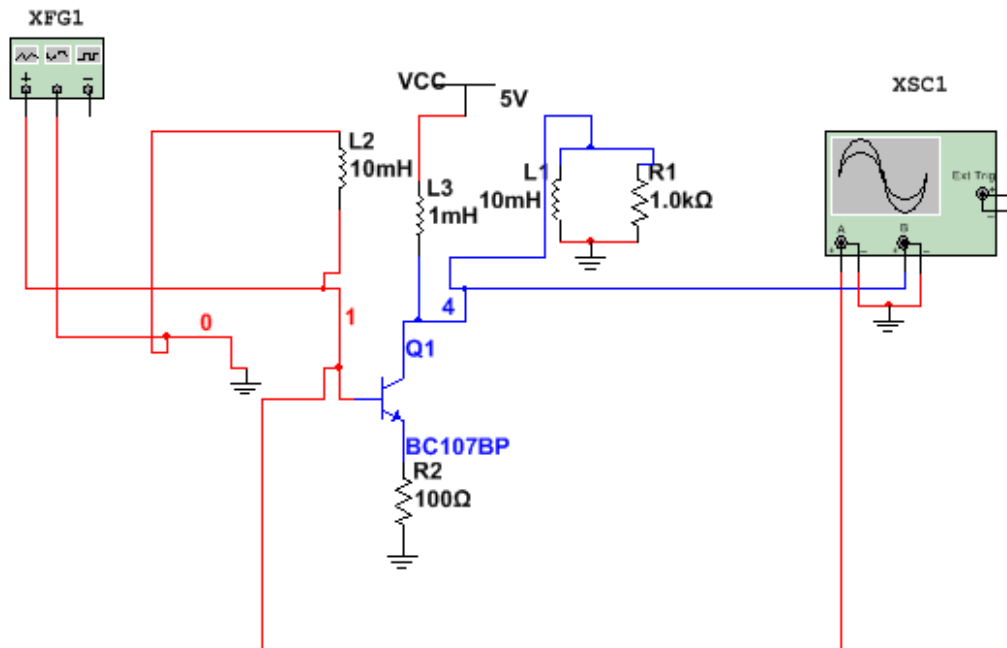 XFG1
+
−
VCC
5V
XSC1
L2
10mH
L3
1mH
L1
10mH
R1
1.0kΩ
Ext Trig
+
−
A
B
+
−
+
−
0
1
4
Q1
BC107BP
R2
100Ω